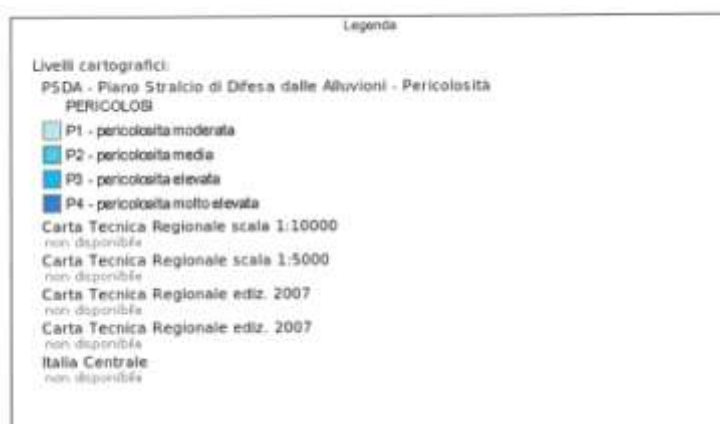 Legenda
Livelli cartografici:
PSDA - Piano Stralcio di Difesa dalle Alluvioni - Pericolosità
PERICOLOSI
P1 - pericolosita moderata
P2 - pericolosita media
P3 - pericolosita elevata
P4 - pericolosita molto elevata
Carta Tecnica Regionale scala 1:10000
non disponibile
Carta Tecnica Regionale scala 1:5000
non disponibile
Carta Tecnica Regionale ediz. 2007
non disponibile
Carta Tecnica Regionale ediz. 2007
non disponibile
Italia Centrale
non disponibile